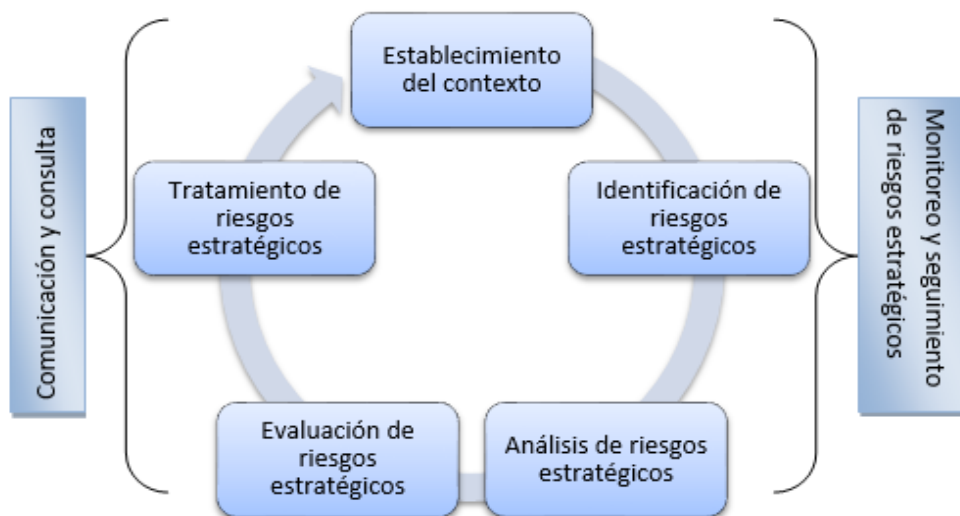 Establecimiento
del contexto
Identificación de
riesgos
estratégicos
Análisis de riesgos
estratégicos
Evaluación de
riesgos
estratégicos
Tratamiento de
riesgos
estratégicos
Comunicación y consulta
Monitoreo y seguimiento
de riesgos estratégicos